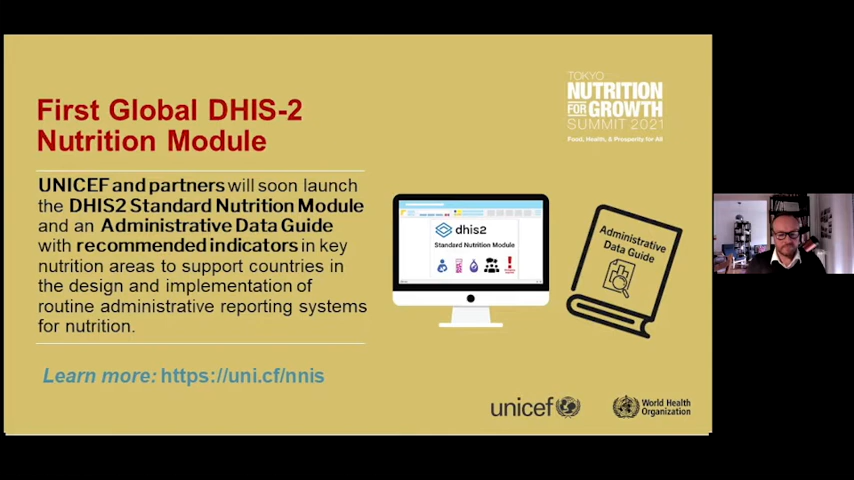 First Global DHIS-2
Nutrition Module
UNICEF and partners will soon launch
the DHIS2 Standard Nutrition Module
and an Administrative Data Guide
with recommended indicators in key
nutrition areas to support countries in
the design and implementation of
routine administrative reporting systems
for nutrition.
Learn more: https://uni.cf/nnis
TOKYO
NUTRITION
FOR GROWTH
SUMMIT 2021
Food, Health, & Prosperity for All
dhis2
Standard Nutrition Module
Administrative
Data Guide
unicef
World Health
Organization